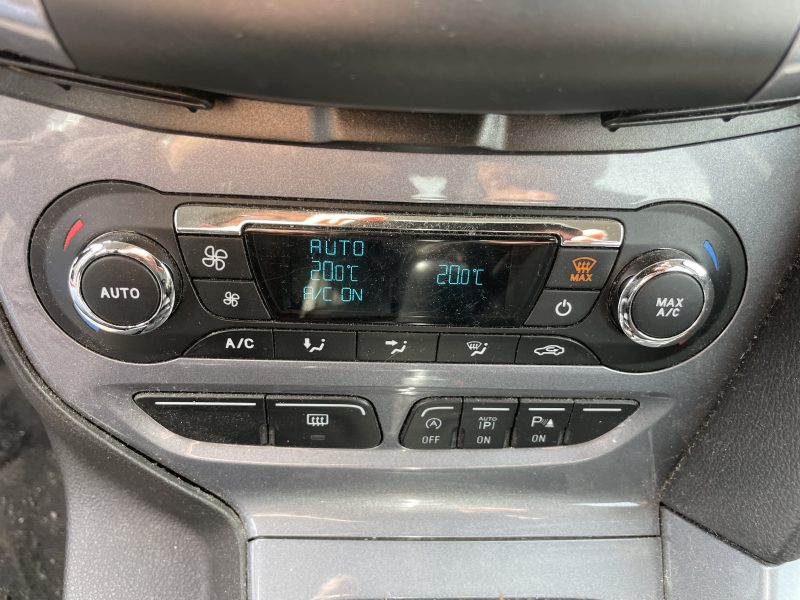 AUTO
20.0°C
A/C ON
20.0°C
MAX
AUTO
MAX
A/C
A/C
A
OFF
AUTO
P
ON
P
ON